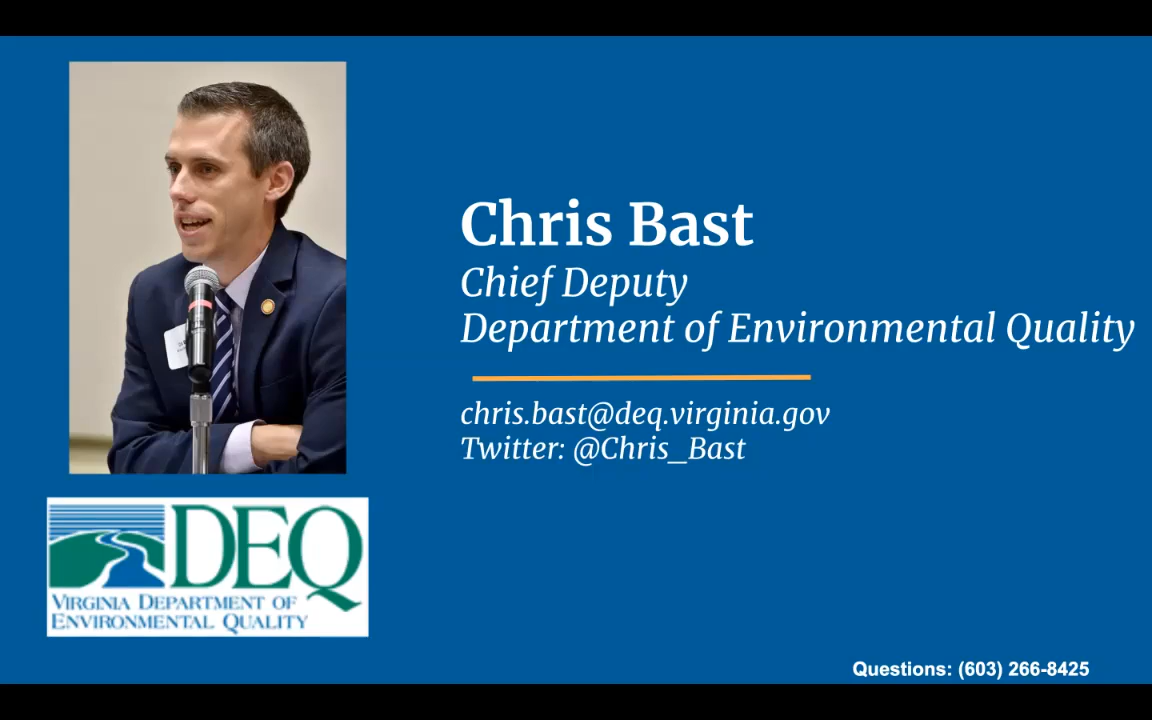 Chris Bast
Chief Deputy
Department of Environmental Quality
chris.bast@deq.virginia.gov
Twitter: @Chris_Bast
DEQ
VIRGINIA DEPARTMENT OF
ENVIRONMENTAL QUALITY
Questions: (603) 266-8425